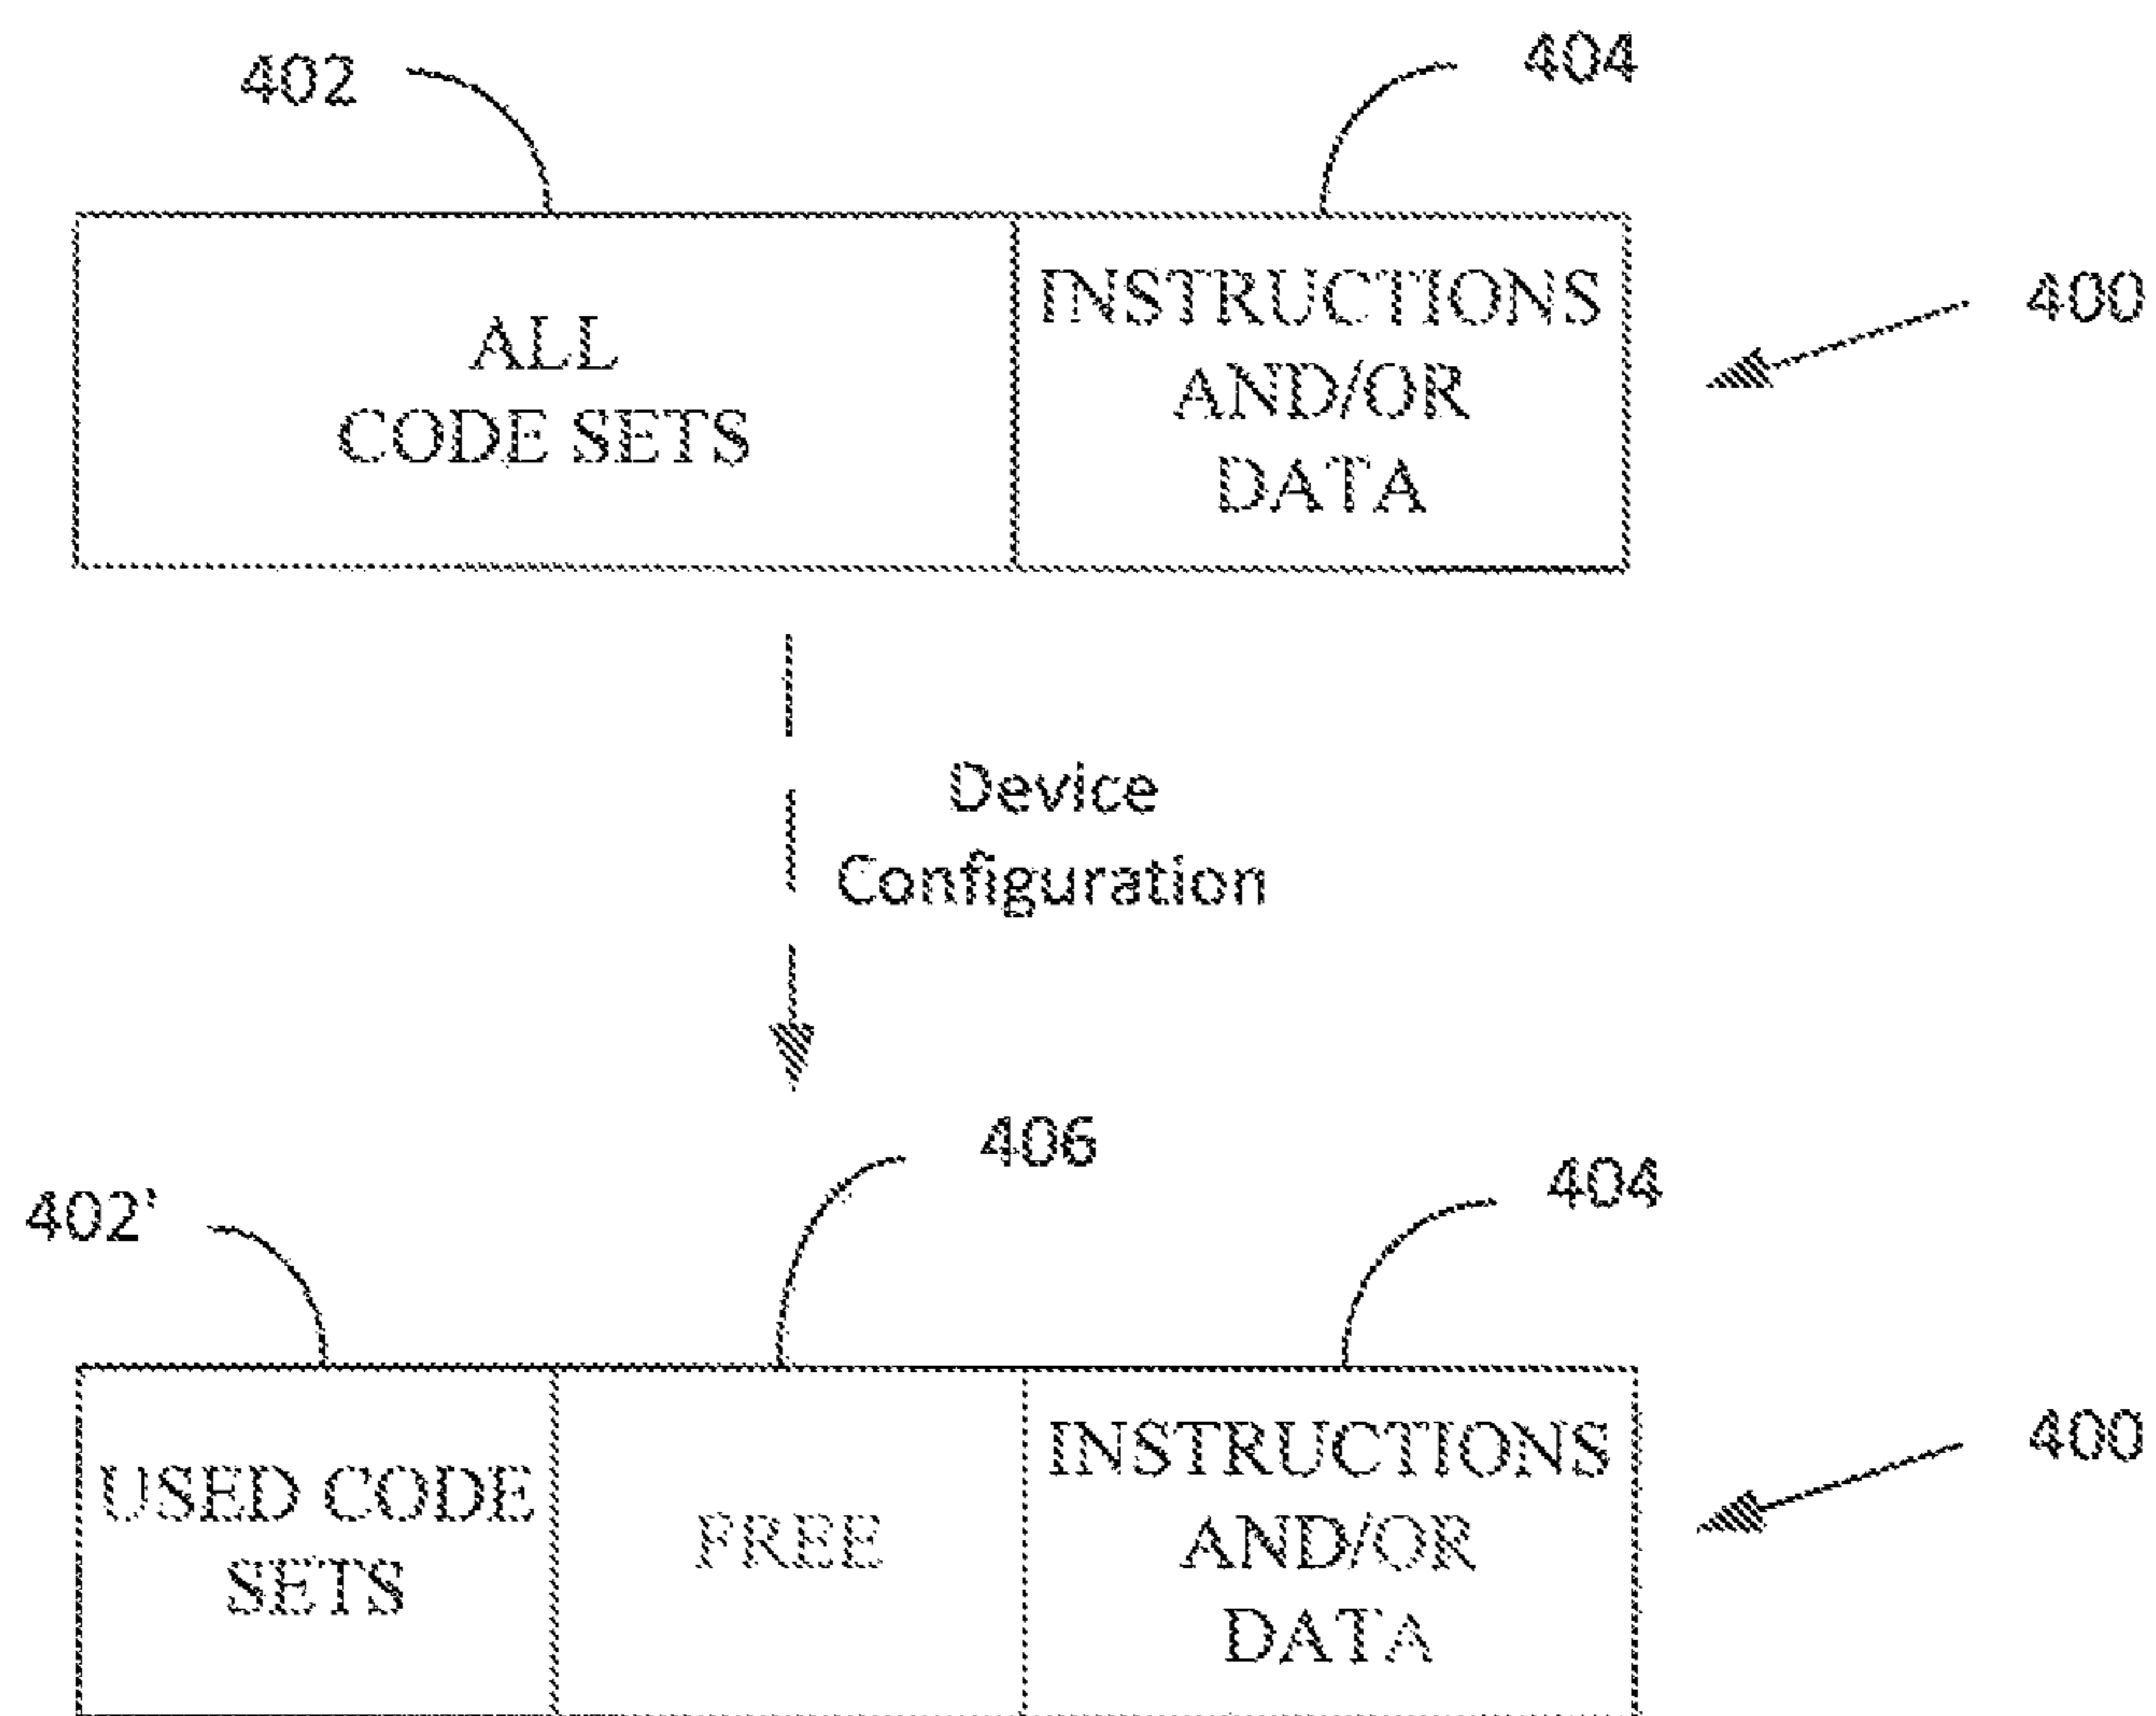 402
404
ALL
CODE SETS
INSTRUCTIONS
AND/OR
DATA
400
Device
Configuration
406
402'
404
USED CODE
SETS
FREE
INSTRUCTIONS
AND/OR
DATA
400